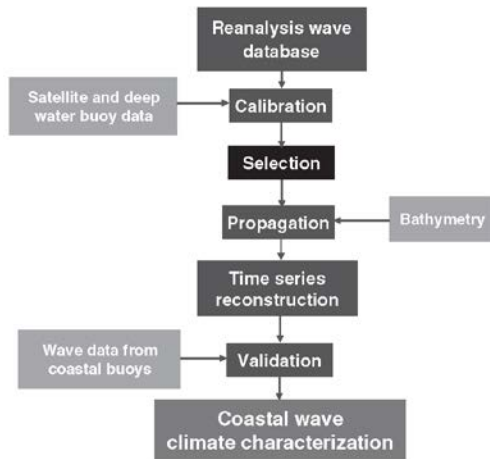 Reanalysis wave
database
Satellite and deep
water buoy data
Calibration
Selection
Propagation
Bathymetry
Time series
reconstruction
Wave data from
coastal buoys
Validation
Coastal wave
climate characterization